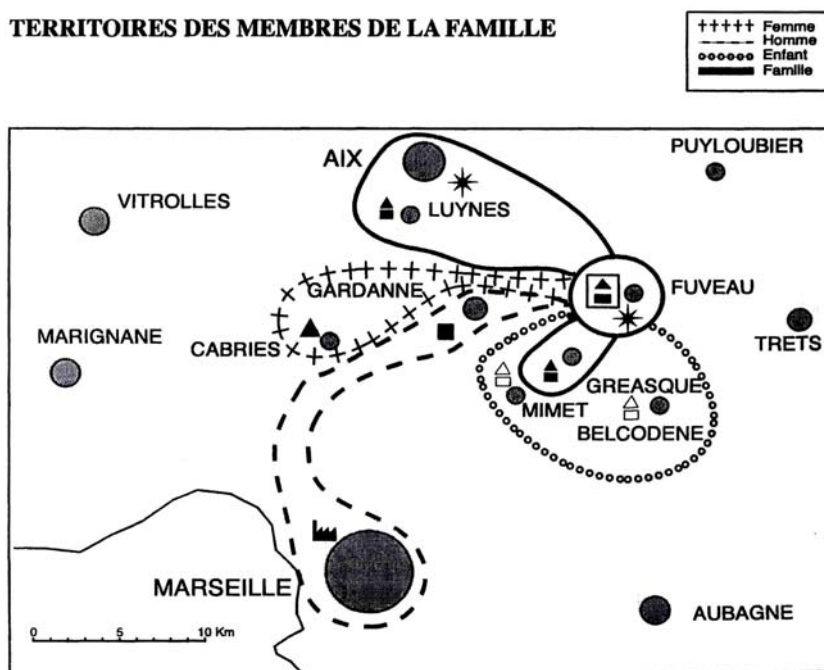 TERRITOIRES DES MEMBRES DE LA FAMILLE
Femme
Homme
Enfant
Famille
AIX
PUYLOUBIER
VITROLLES
LUYNES
GARDANNE
FUVEAU
MARIGNANE
CABRIES
TRETS
GREASQUE
MIMET
BELCODENE
MARSEILLE
AUBAGNE
0 5 10 Km